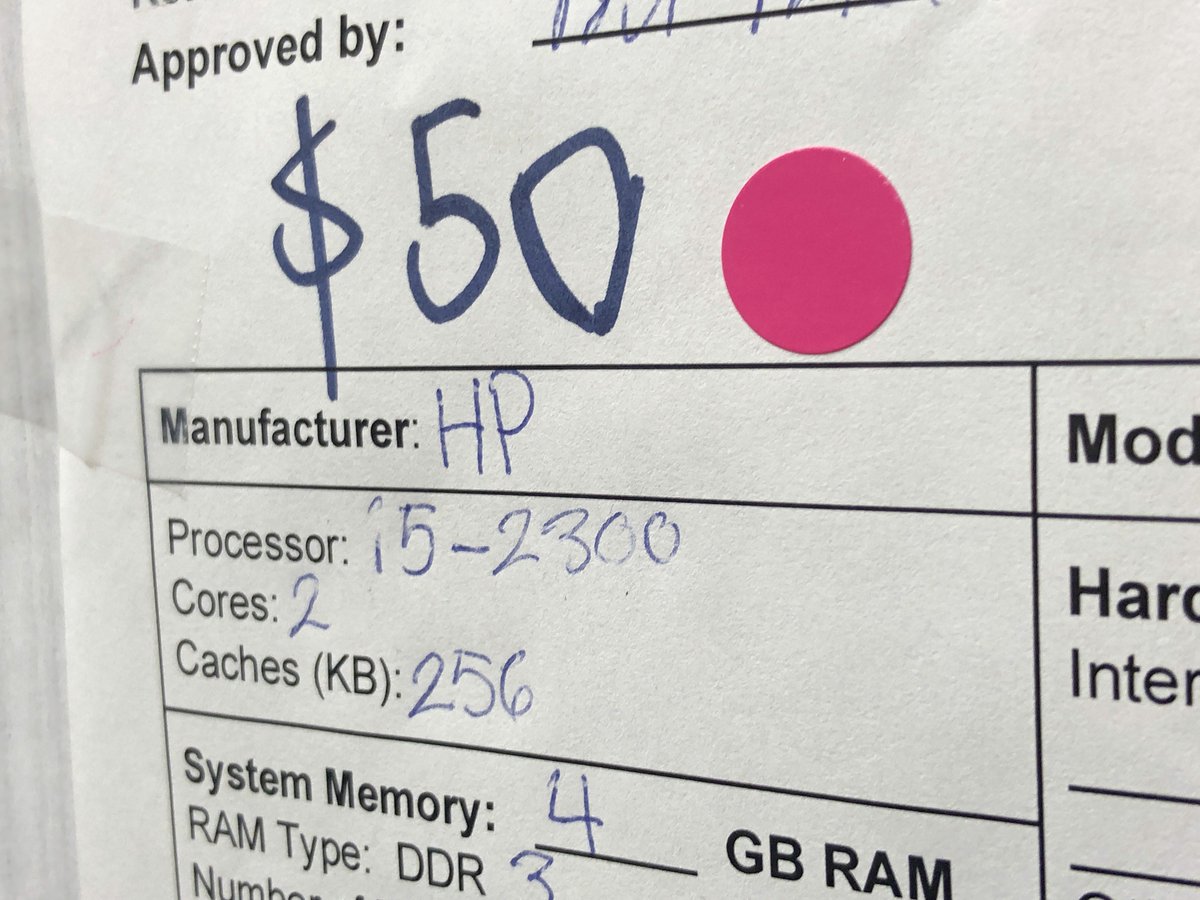 Approved by:
$50
Manufacturer: HP
Mod
Processor: i5-2300
Cores: 2
Caches (KB): 256
Hard
Inter
System Memory: 4 GB RAM
RAM Type: DDR 3
Number